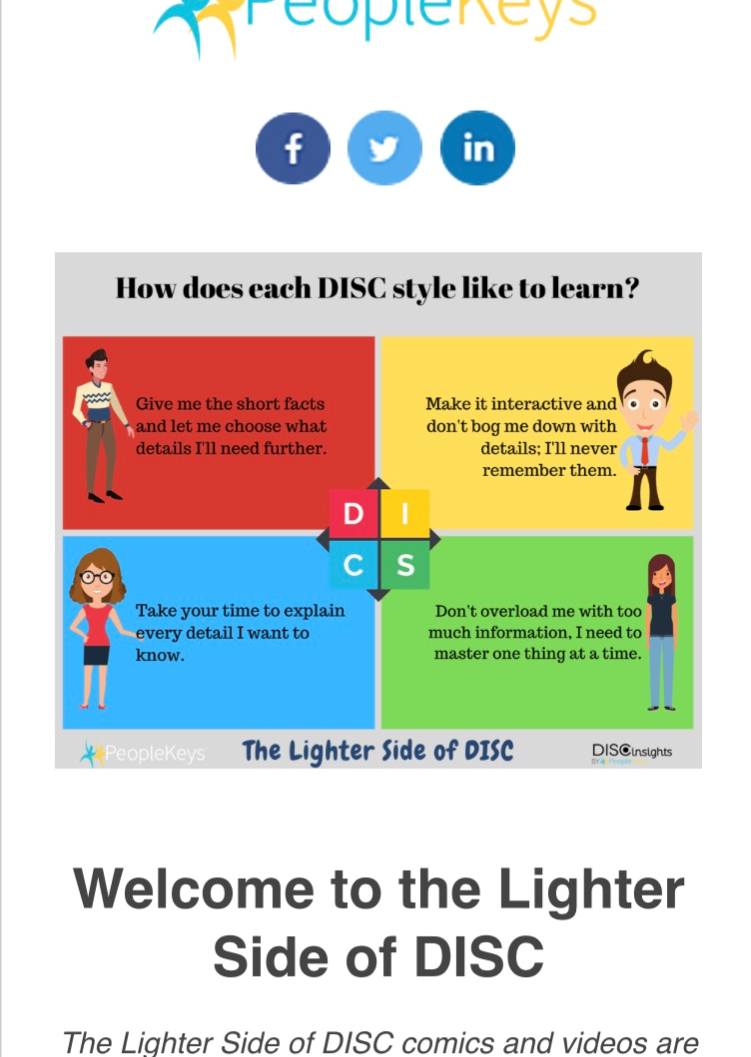 PeopleKeys
f
in
How does each DISC style like to learn?
Give me the short facts
and let me choose what
details I'll need further.
Make it interactive and
don't bog me down with
details; I'll never
remember them.
D I
C S
Take your time to explain
every detail I want to
know.
Don't overload me with too
much information, I need to
master one thing at a time.
PeopleKeys
The Lighter Side of DISC
DISCinsights
BY PeopleKeys
Welcome to the Lighter
Side of DISC
The Lighter Side of DISC comics and videos are